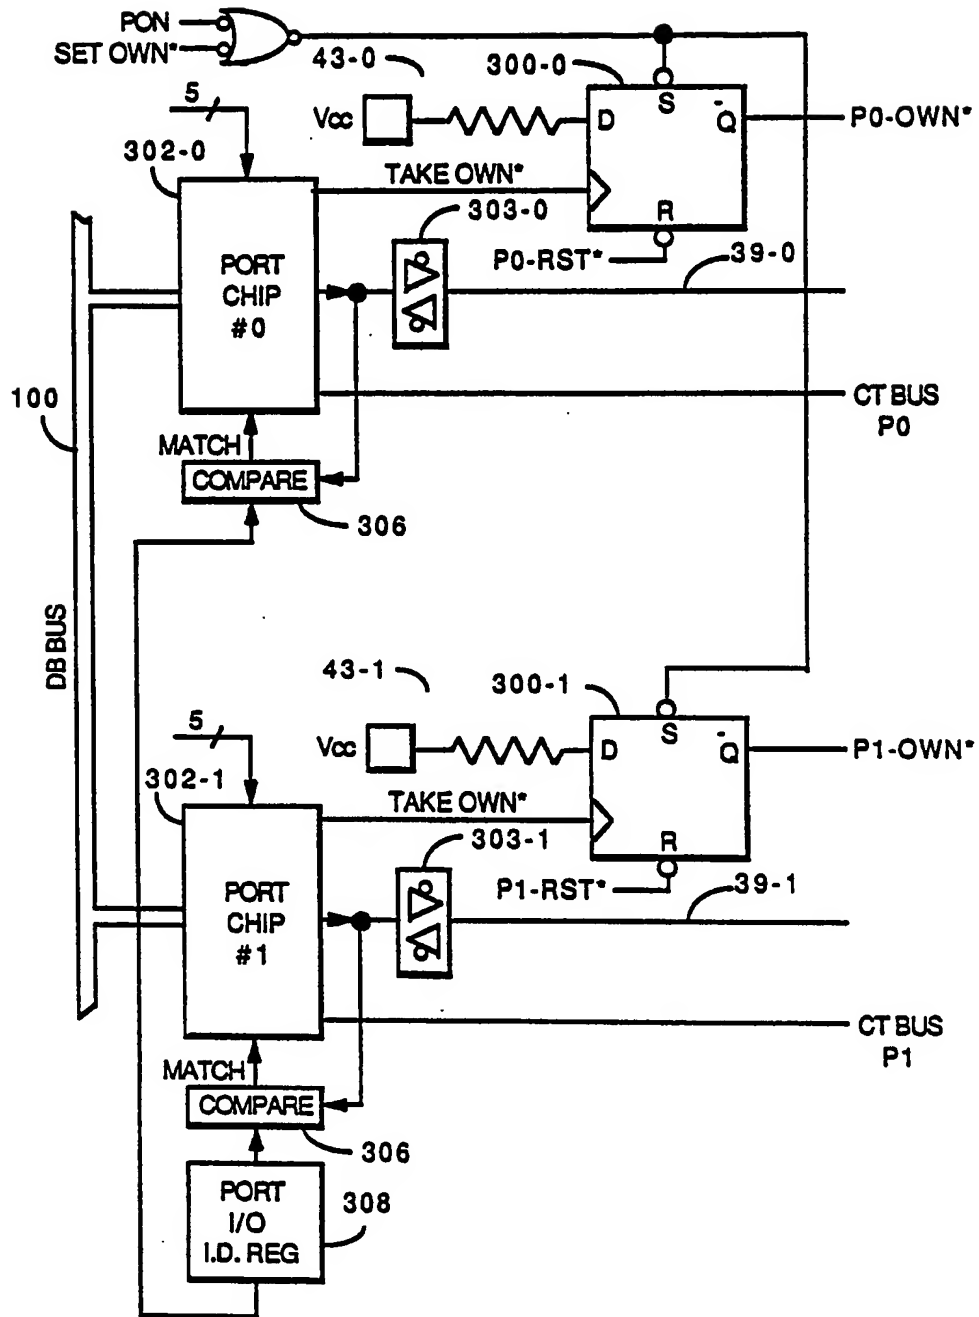 PON
SET OWN*
43-0
300-0
5
Vcc
D
S
Q
P0-OWN*
302-0
TAKE OWN*
303-0
R
P0-RST*
39-0
PORT
CHIP
#0
100
CT BUS
P0
MATCH
COMPARE
306
DB BUS
43-1
300-1
5
Vcc
D
S
Q
P1-OWN*
302-1
TAKE OWN*
303-1
R
P1-RST*
39-1
PORT
CHIP
#1
CT BUS
P1
MATCH
COMPARE
306
PORT
I/O
I.D. REG
308